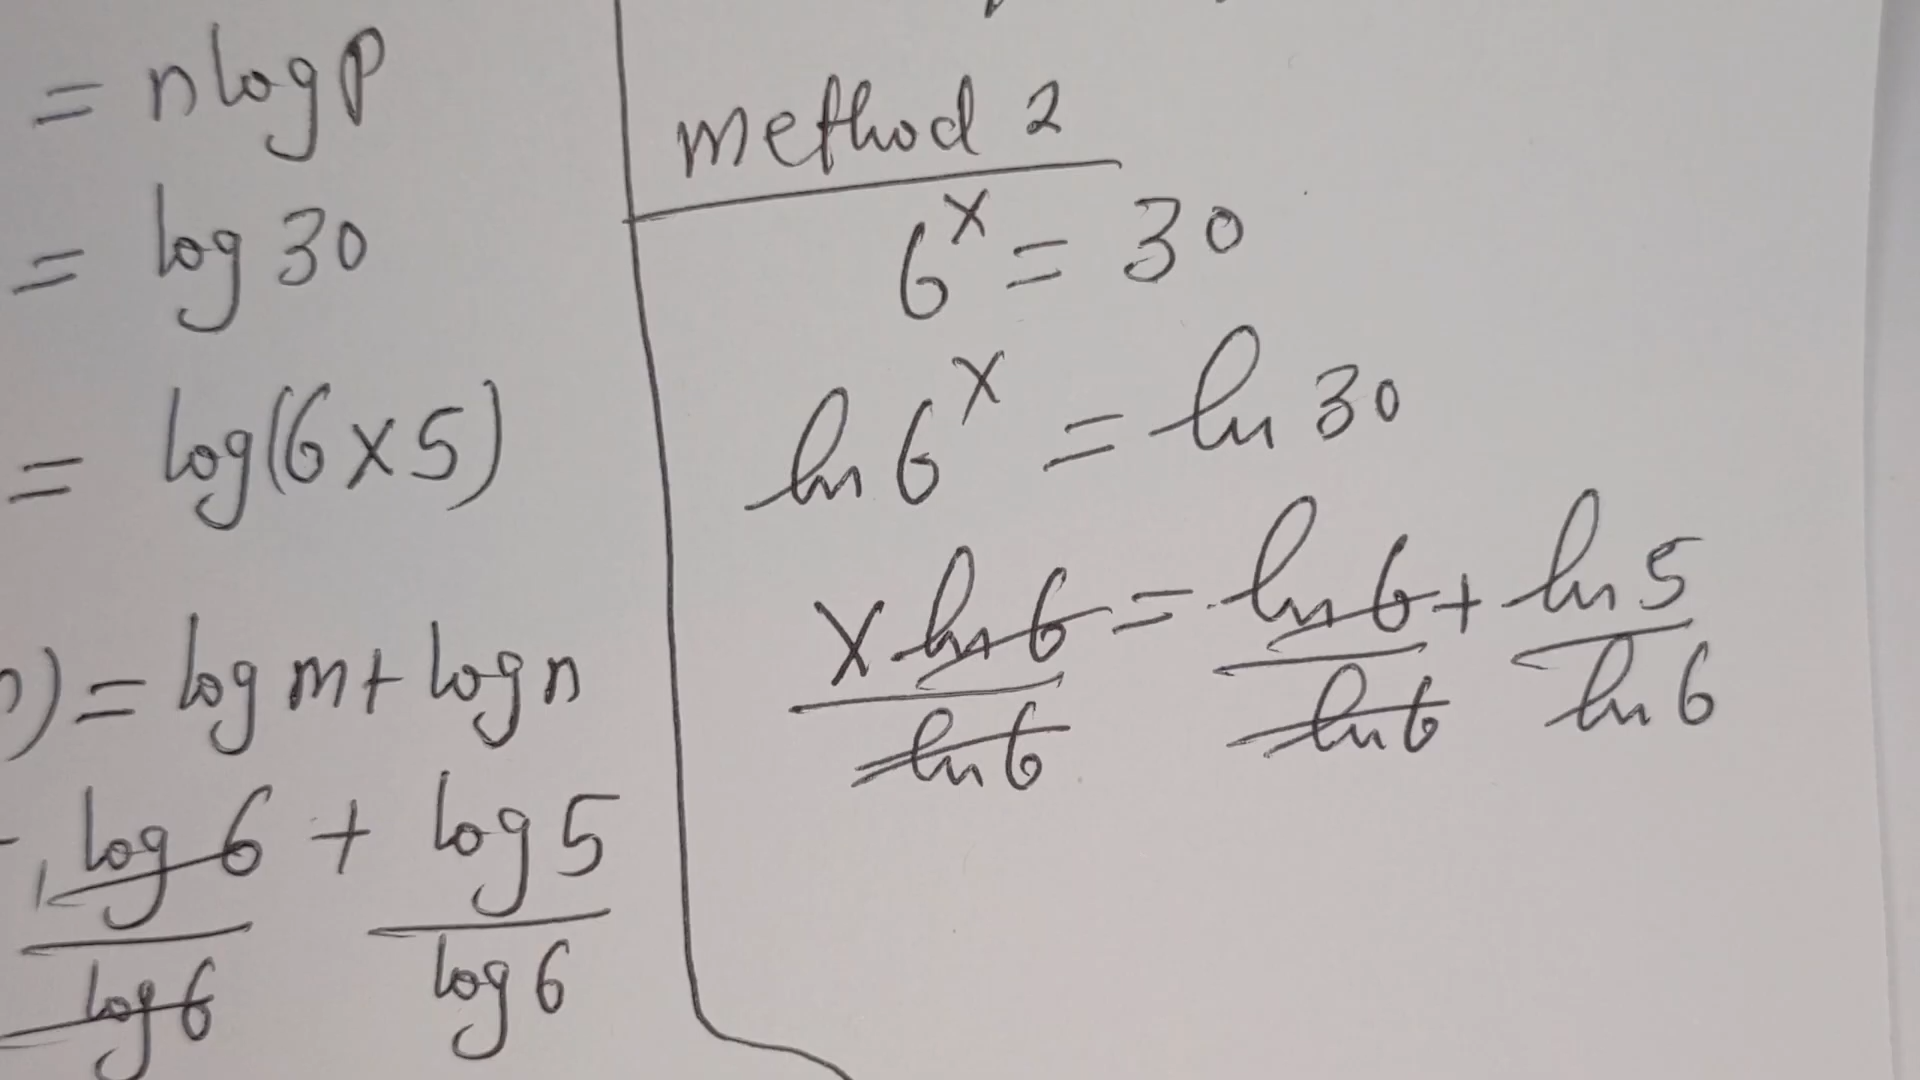 = nlogP
= log 30
= log(6×5)
) = log m + log n
log 6 + log 5
log 6 log 6
method 2
6^x = 30
ln 6^x = ln 30
x ln 6 = ln 6 + ln 5
ln 6 ln 6 ln 6